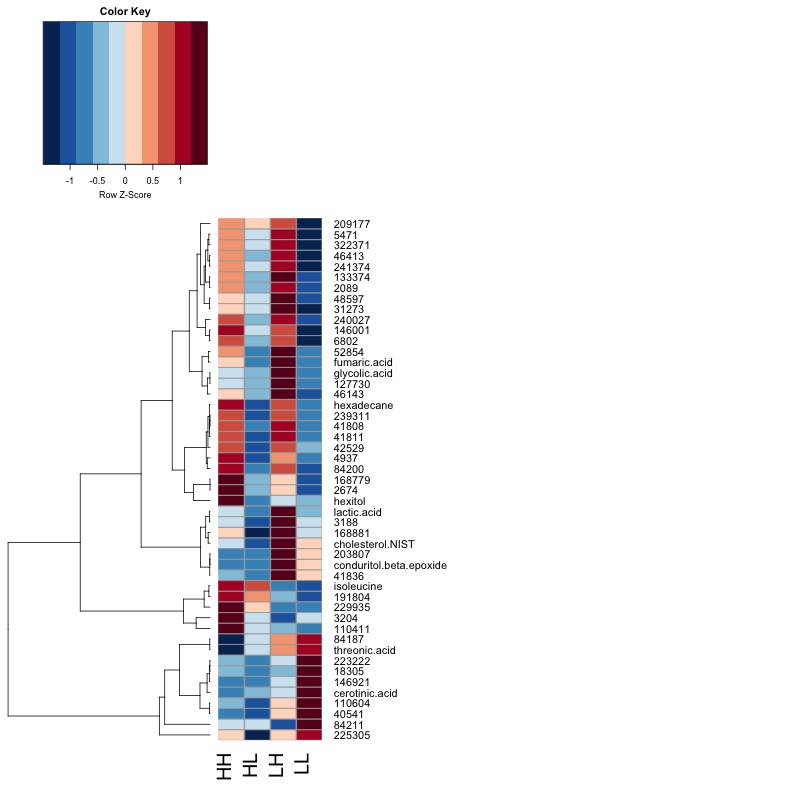 Color Key
-1 -0.5 0 0.5 1
Row Z-Score
209177
5471
322371
46413
241374
133374
2089
48597
31273
240027
146001
6802
52854
fumaric.acid
glycolic.acid
127730
46143
hexadecane
239311
41808
41811
42529
4937
84200
168779
2674
hexitol
lactic.acid
3188
168881
cholesterol.NIST
203807
conduritol.beta.epoxide
41836
isoleucine
191804
229935
3204
110411
84187
threonic.acid
223222
18305
146921
cerotinic.acid
110604
40541
84211
225305
HH HL LH LL